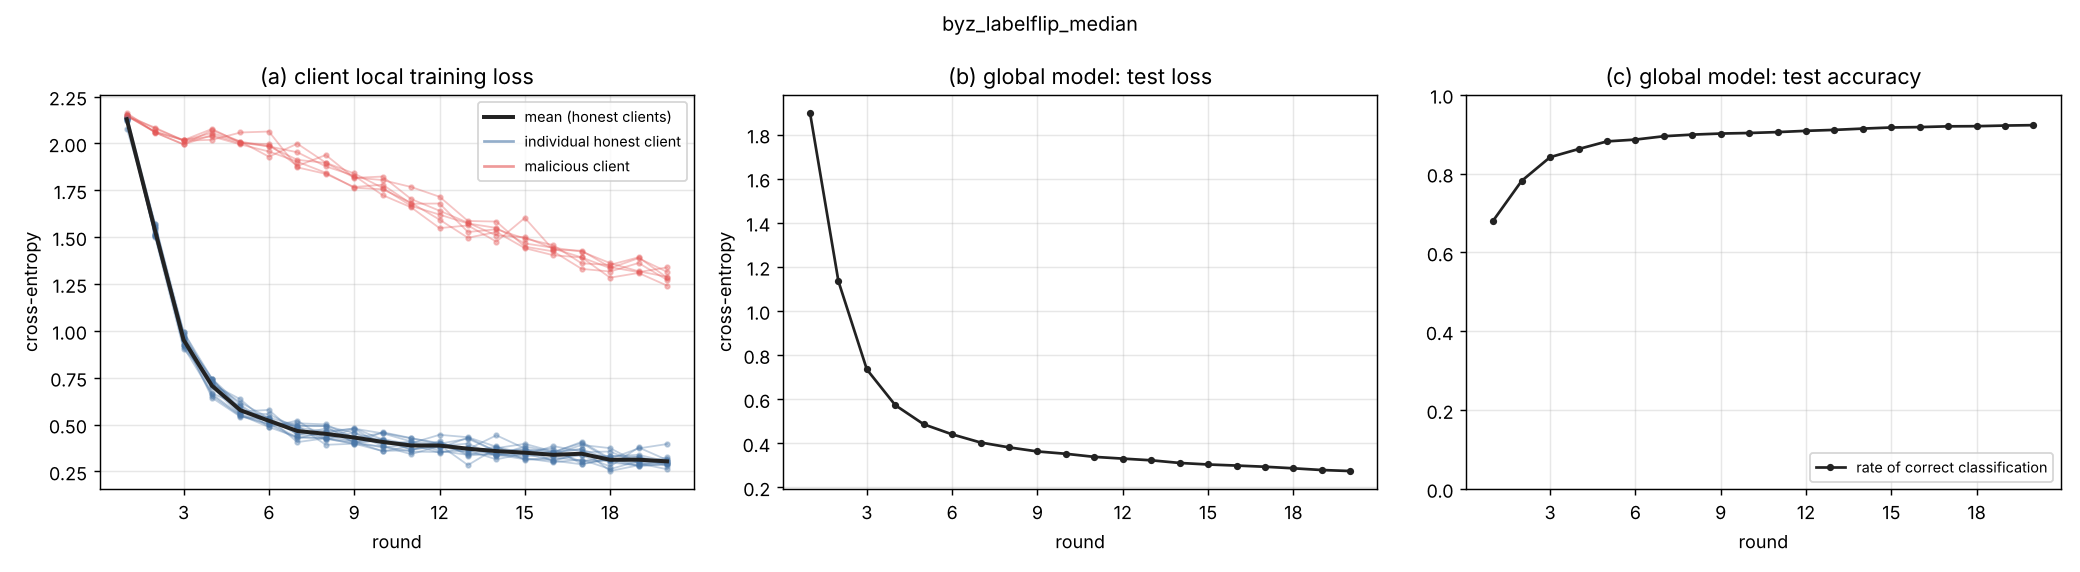 byz_labelflip_median
(a) client local training loss
2.25
2.00
1.75
1.50
1.25
1.00
0.75
0.50
0.25
cross-entropy
mean (honest clients)
individual honest client
malicious client
3 6 9 12 15 18
round
(b) global model: test loss
1.8
1.6
1.4
1.2
1.0
0.8
0.6
0.4
0.2
cross-entropy
3 6 9 12 15 18
round
(c) global model: test accuracy
1.0
0.8
0.6
0.4
0.2
0.0
rate of correct classification
3 6 9 12 15 18
round